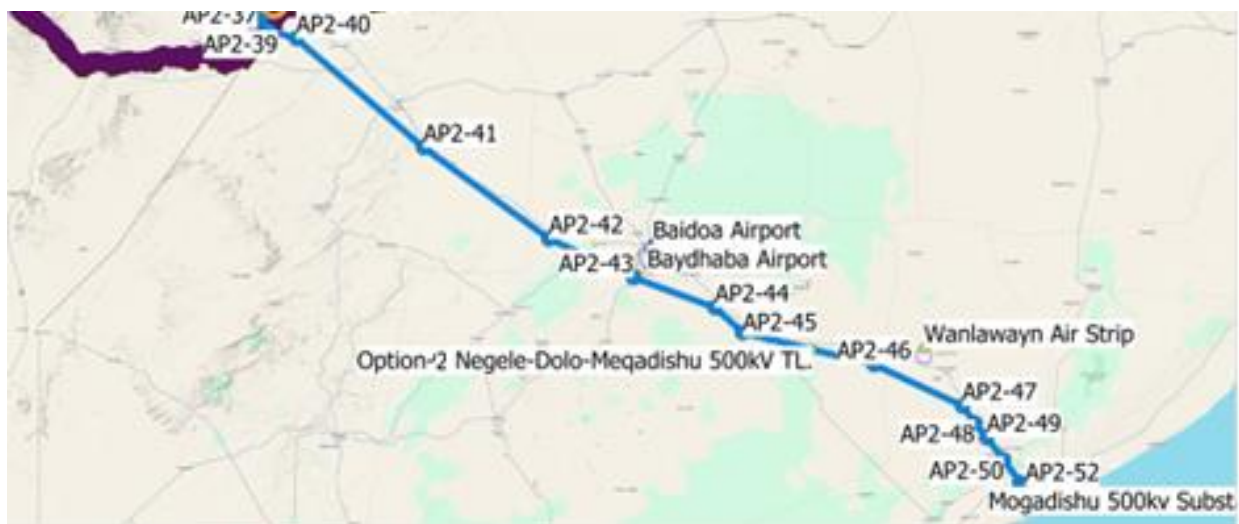 AP2-37
AP2-40
AP2-39
AP2-41
AP2-42
Baidoa Airport
AP2-43
Baydhaba Airport
AP2-44
AP2-45
Wanlawayn Air Strip
AP2-46
Option-2 Negele-Dolo-Meqadishu 500kV TL.
AP2-47
AP2-49
AP2-48
AP2-50
AP2-52
Mogadishu 500kv Subst